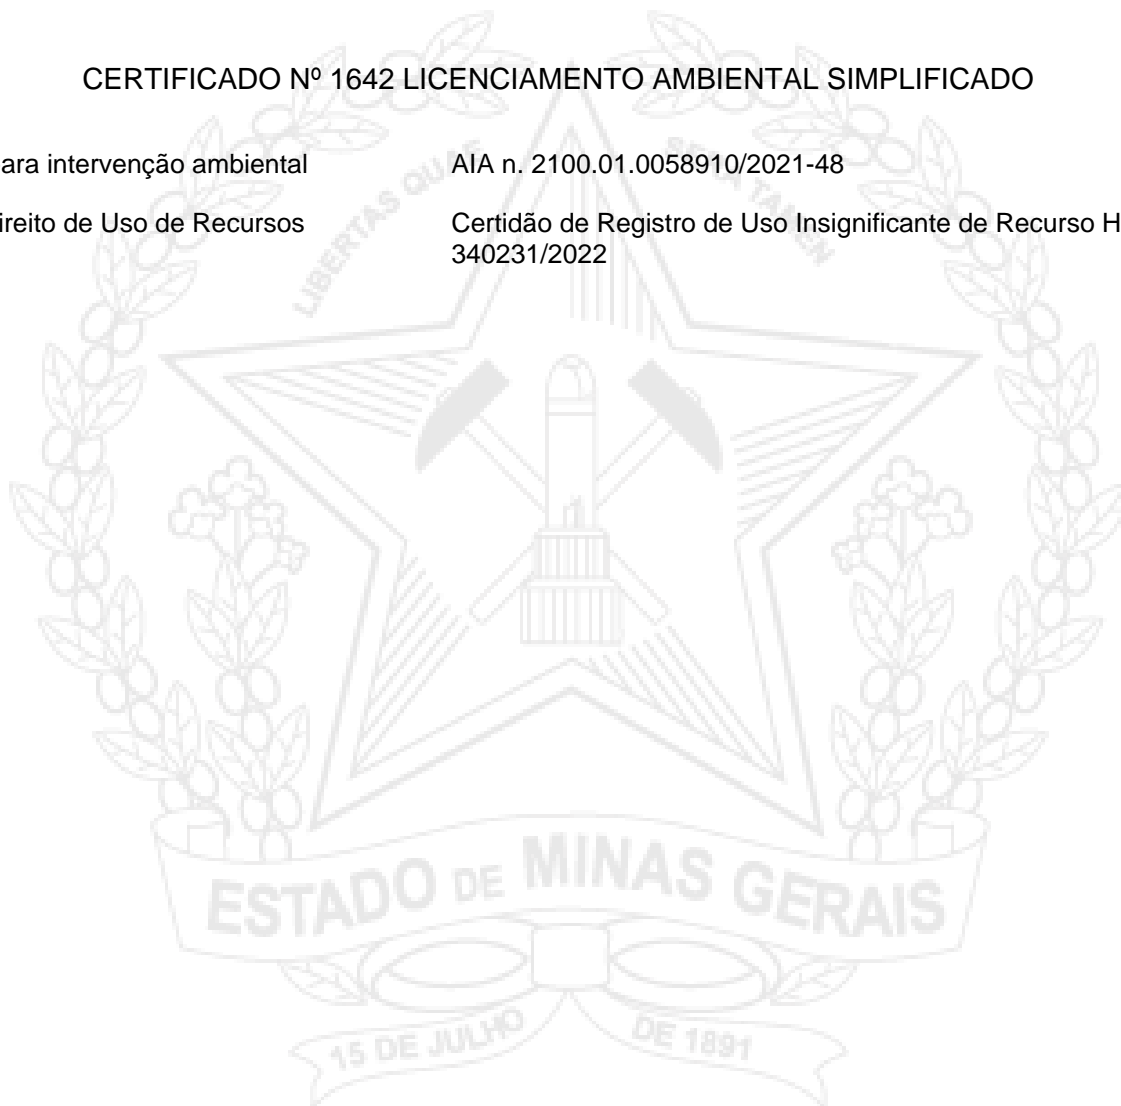 CERTIFICADO Nº 1642 LICENCIAMENTO AMBIENTAL SIMPLIFICADO
ara intervenção ambiental AIA n. 2100.01.0058910/2021-48
ireito de Uso de Recursos Certidão de Registro de Uso Insignificante de Recurso H
340231/2022
LIBERTAS QUAE SERA TAMEN
ESTADO DE MINAS GERAIS
15 DE JULHO DE 1891